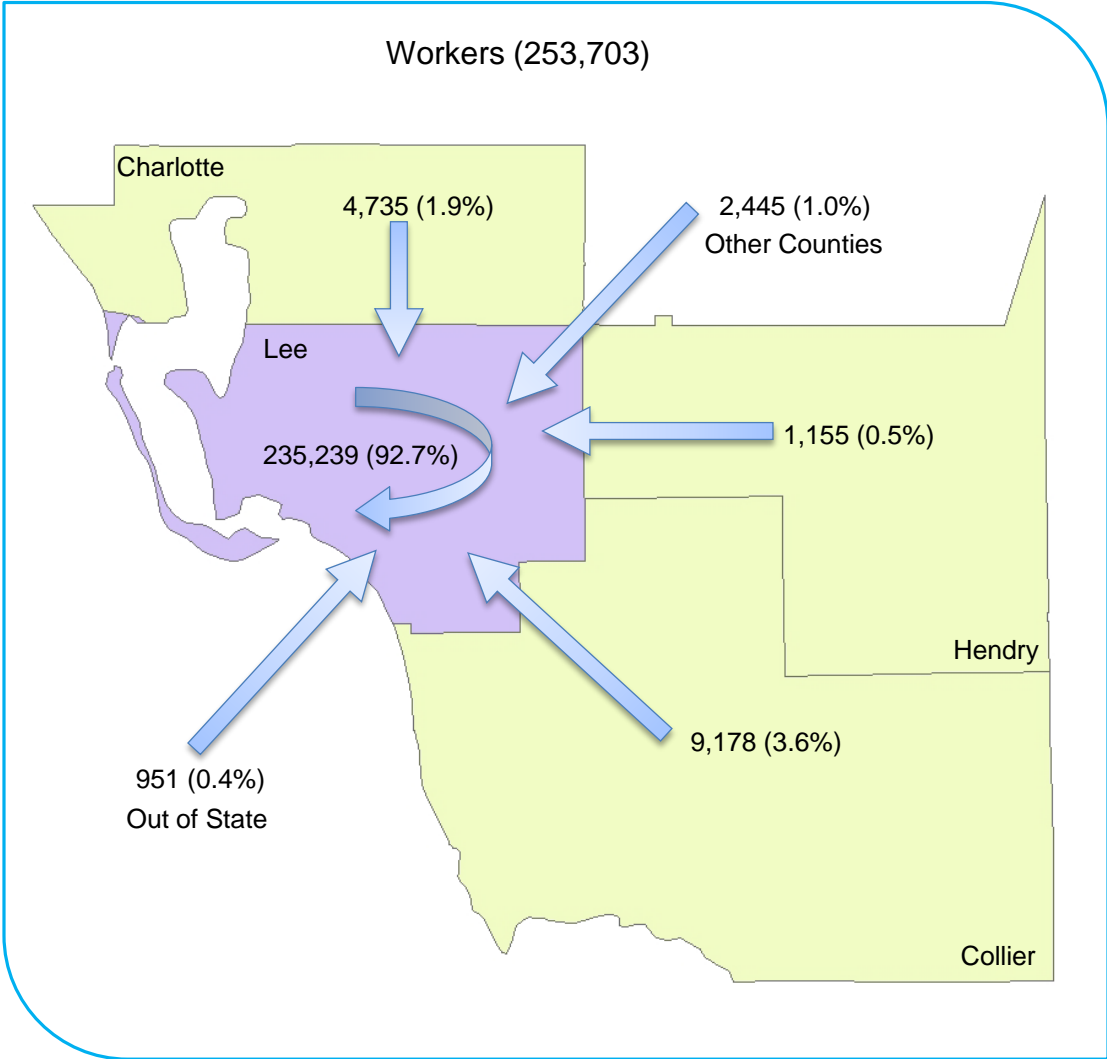 Workers (253,703)
Charlotte
4,735 (1.9%)
2,445 (1.0%)
Other Counties
Lee
1,155 (0.5%)
235,239 (92.7%)
Hendry
9,178 (3.6%)
951 (0.4%)
Out of State
Collier